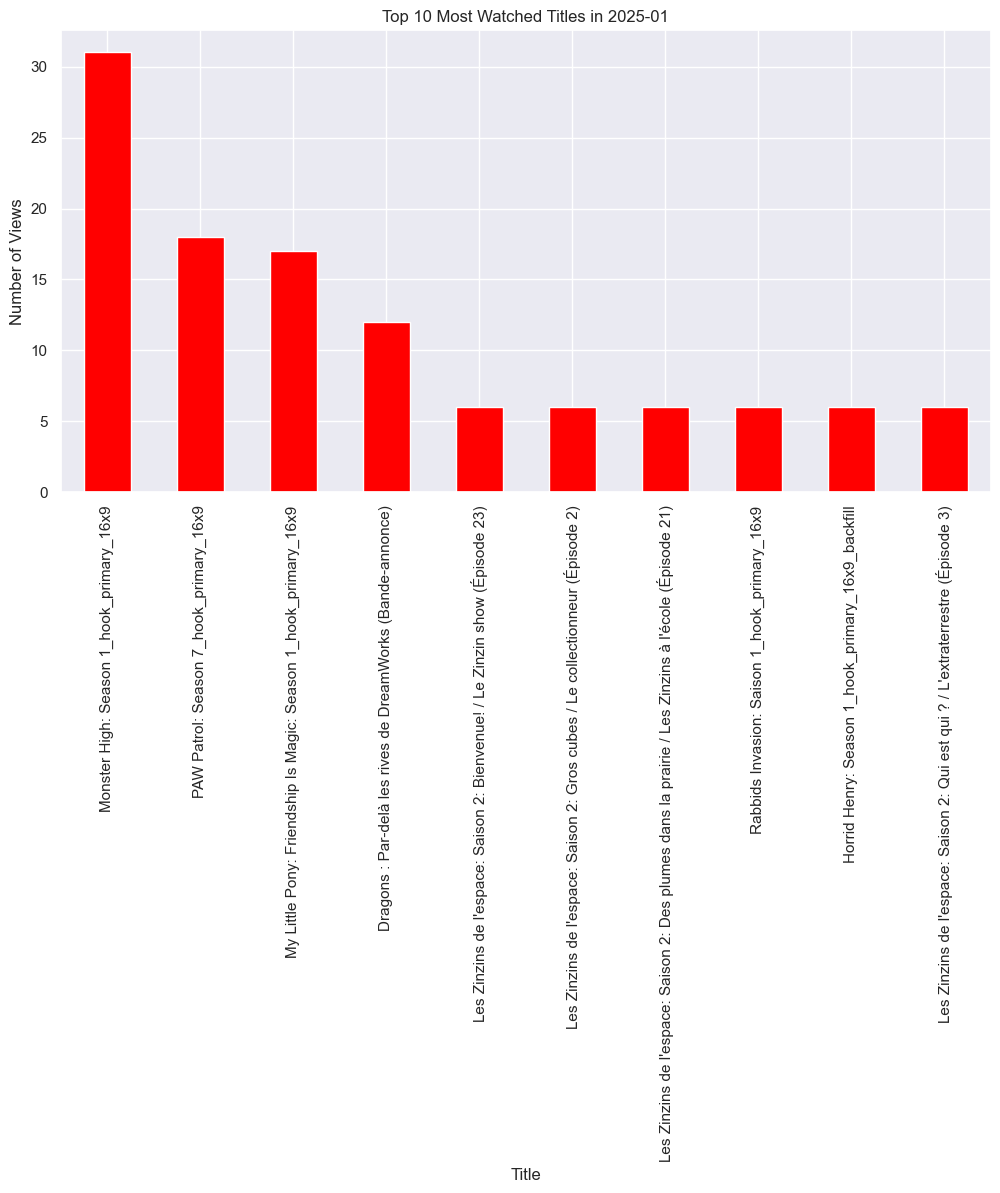 Top 10 Most Watched Titles in 2025-01
Number of Views
30
25
20
15
10
5
0
Monster High: Season 1_hook_primary_16x9
PAW Patrol: Season 7_hook_primary_16x9
My Little Pony: Friendship Is Magic: Season 1_hook_primary_16x9
Dragons : Par-delà les rives de DreamWorks (Bande-annonce)
Les Zinzins de l'espace: Saison 2: Bienvenue! / Le Zinzin show (Épisode 23)
Les Zinzins de l'espace: Saison 2: Gros cubes / Le collectionneur (Épisode 2)
Les Zinzins de l'espace: Saison 2: Des plumes dans la prairie / Les Zinzins à l'école (Épisode 21)
Rabbids Invasion: Saison 1_hook_primary_16x9
Horrid Henry: Season 1_hook_primary_16x9_backfill
Les Zinzins de l'espace: Saison 2: Qui est qui ? / L'extraterrestre (Épisode 3)
Title